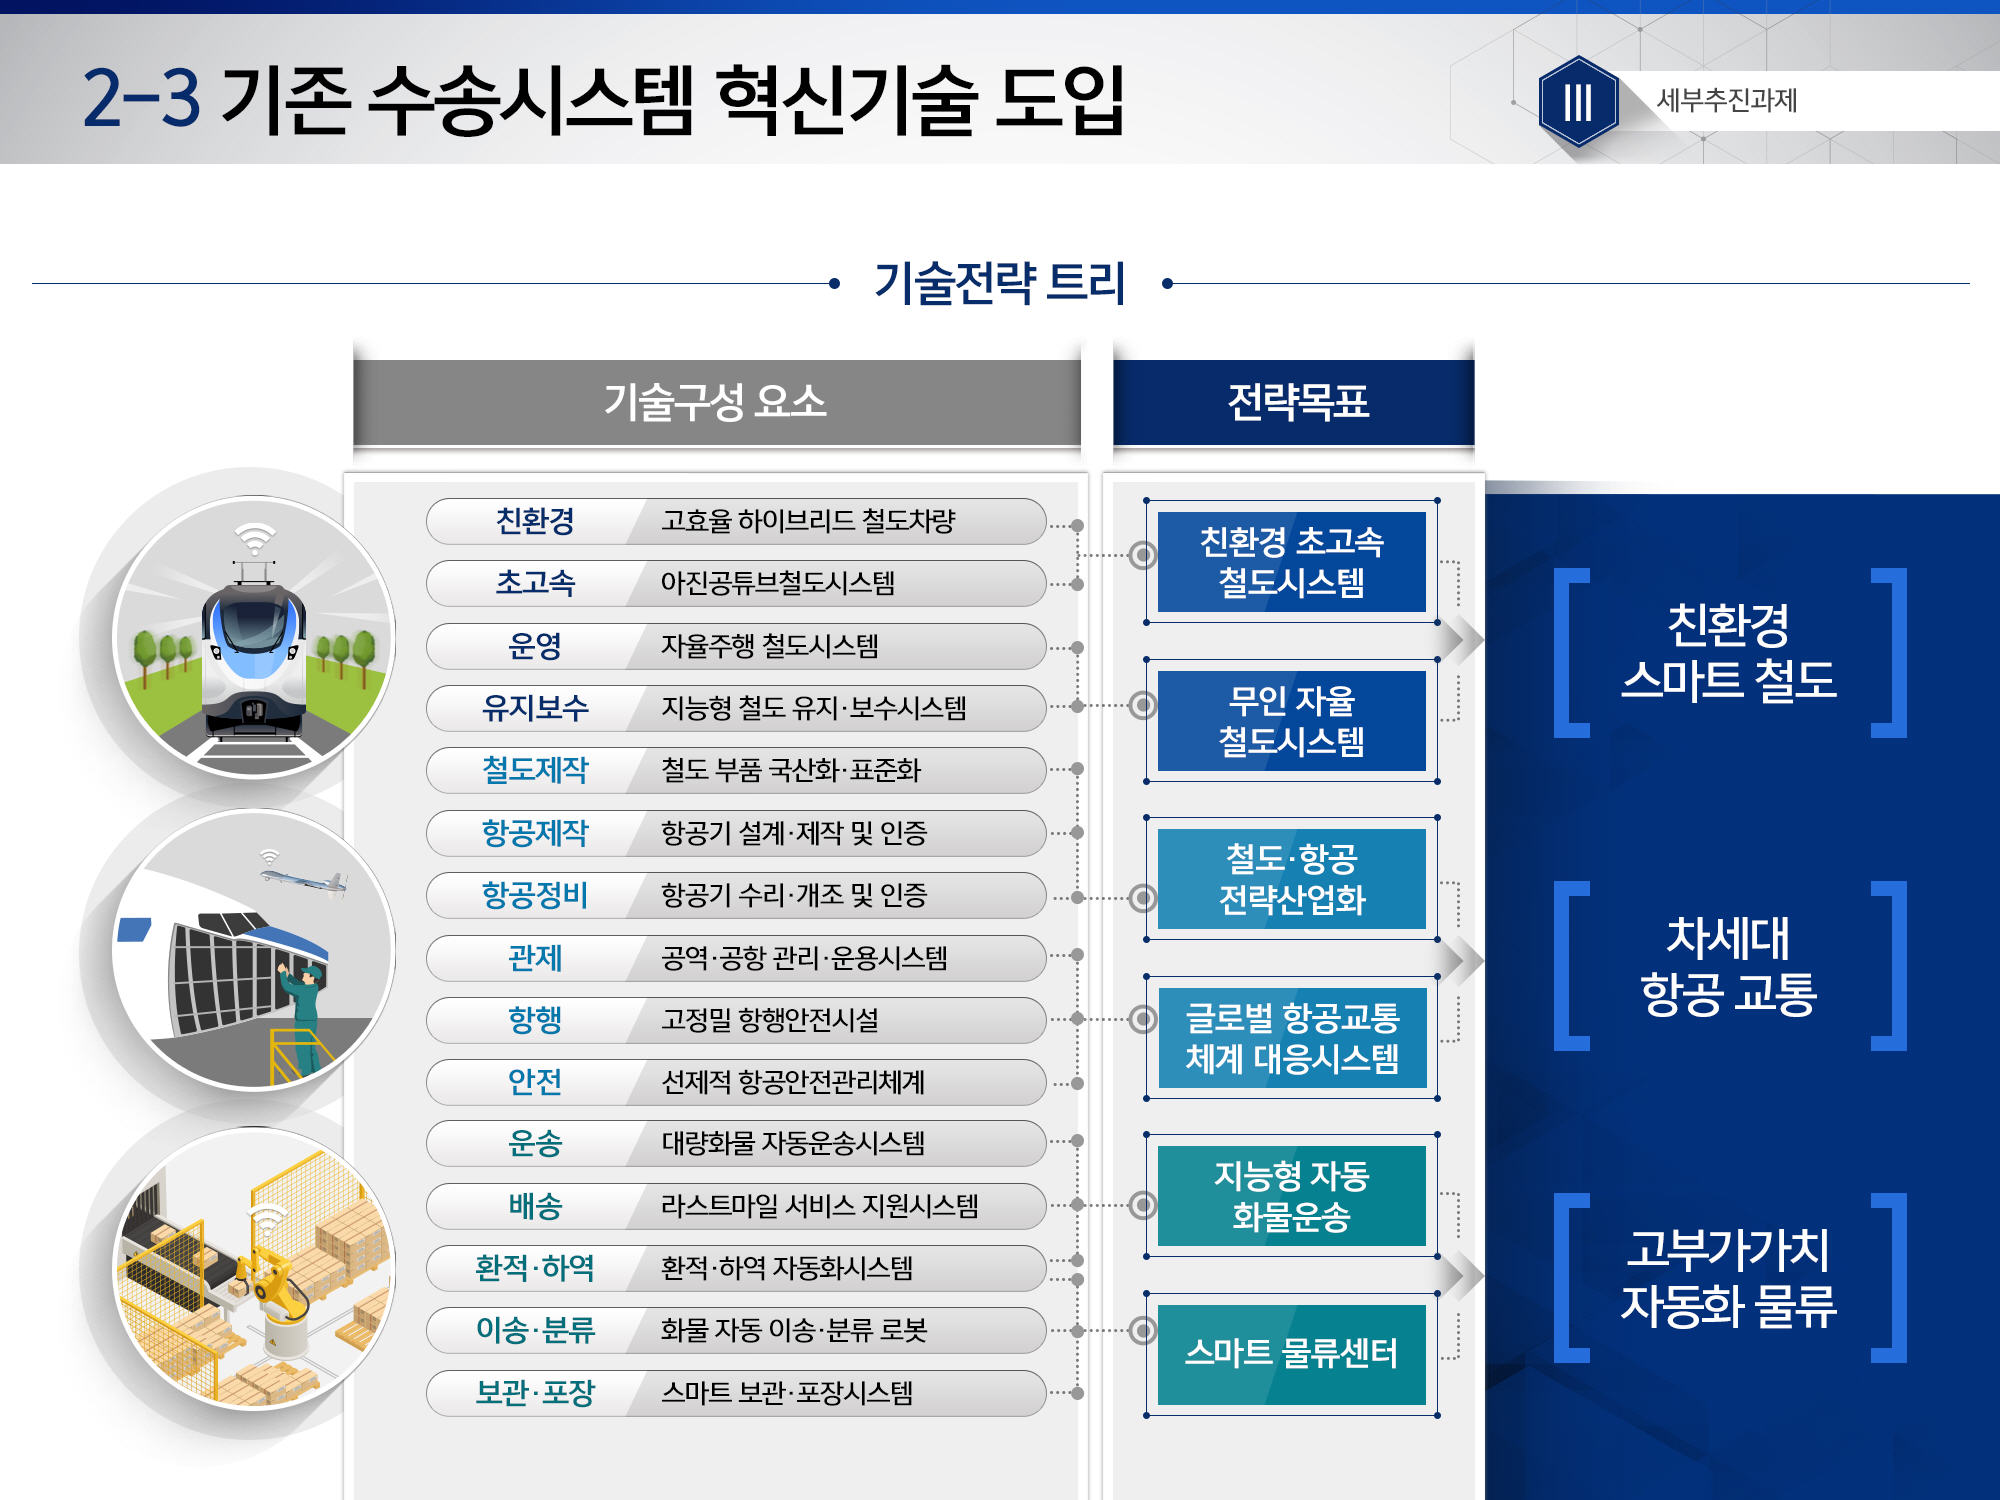 2-3 기존 수송시스템 혁신기술 도입
III
세부추진과제
기술전략 트리
기술구성 요소
전략목표
친환경 고효율 하이브리드 철도차량
초고속 아진공튜브철도시스템
운영 자율주행 철도시스템
유지보수 지능형 철도 유지·보수시스템
철도제작 철도 부품 국산화·표준화
항공제작 항공기 설계·제작 및 인증
항공정비 항공기 수리·개조 및 인증
관제 공역·공항 관리·운용시스템
항행 고정밀 항행안전시설
안전 선제적 항공안전관리체계
운송 대량화물 자동운송시스템
배송 라스트마일 서비스 지원시스템
환적·하역 환적·하역 자동화시스템
이송·분류 화물 자동 이송·분류 로봇
보관·포장 스마트 보관·포장시스템
친환경 초고속
철도시스템
무인 자율
철도시스템
철도·항공
전략산업화
글로벌 항공교통
체계 대응시스템
지능형 자동
화물운송
스마트 물류센터
친환경
스마트 철도
차세대
항공 교통
고부가가치
자동화 물류